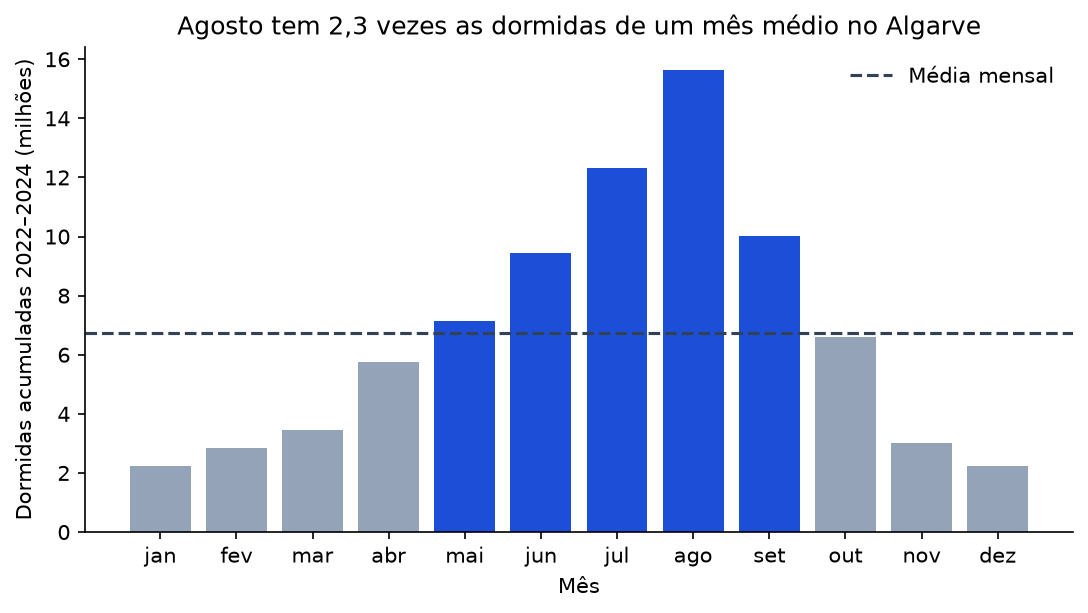 Agosto tem 2,3 vezes as dormidas de um mês médio no Algarve
Dormidas acumuladas 2022–2024 (milhões)
16
14
12
10
8
6
4
2
0
Média mensal
jan fev mar abr mai jun jul ago set out nov dez
Mês